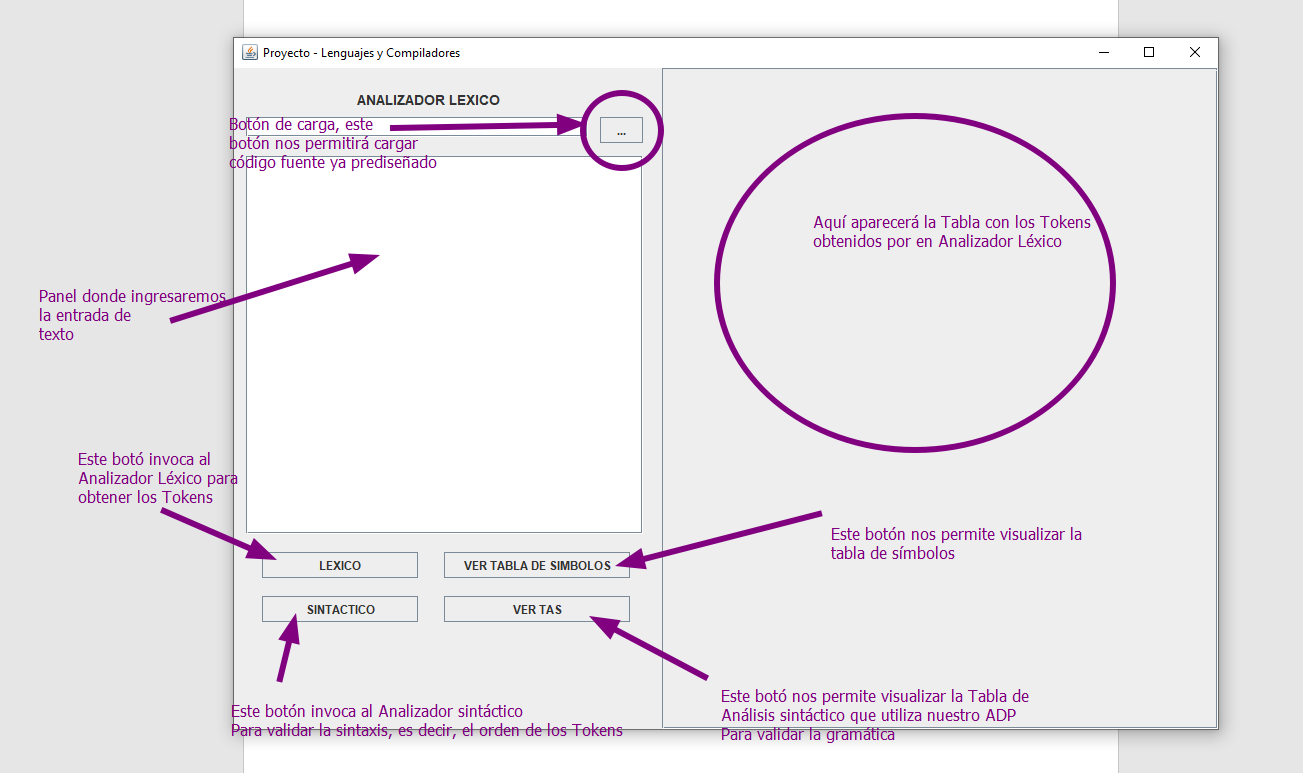 Proyecto - Lenguajes y Compiladores
ANALIZADOR LEXICO
Botón de carga, este
botón nos permitirá cargar
código fuente ya prediseñado
...
Aquí aparecerá la Tabla con los Tokens
obtenidos por en Analizador Léxico
Panel donde ingresaremos
la entrada de
texto
Este botó invoca al
Analizador Léxico para
obtener los Tokens
Este botón nos permite visualizar la
tabla de símbolos
LEXICO
VER TABLA DE SIMBOLOS
SINTACTICO
VER TAS
Este botón invoca al Analizador sintáctico
Para validar la sintaxis, es decir, el orden de los Tokens
Este botó nos permite visualizar la Tabla de
Análisis sintáctico que utiliza nuestro ADP
Para validar la gramática